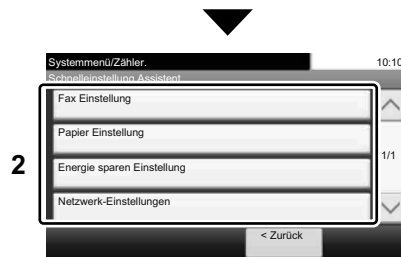 Systemmenü/Zähler.
10:10
Schnelleinstellung Assistent
Fax Einstellung
Papier Einstellung
1/1
2
Energie sparen Einstellung
Netzwerk-Einstellungen
< Zurück